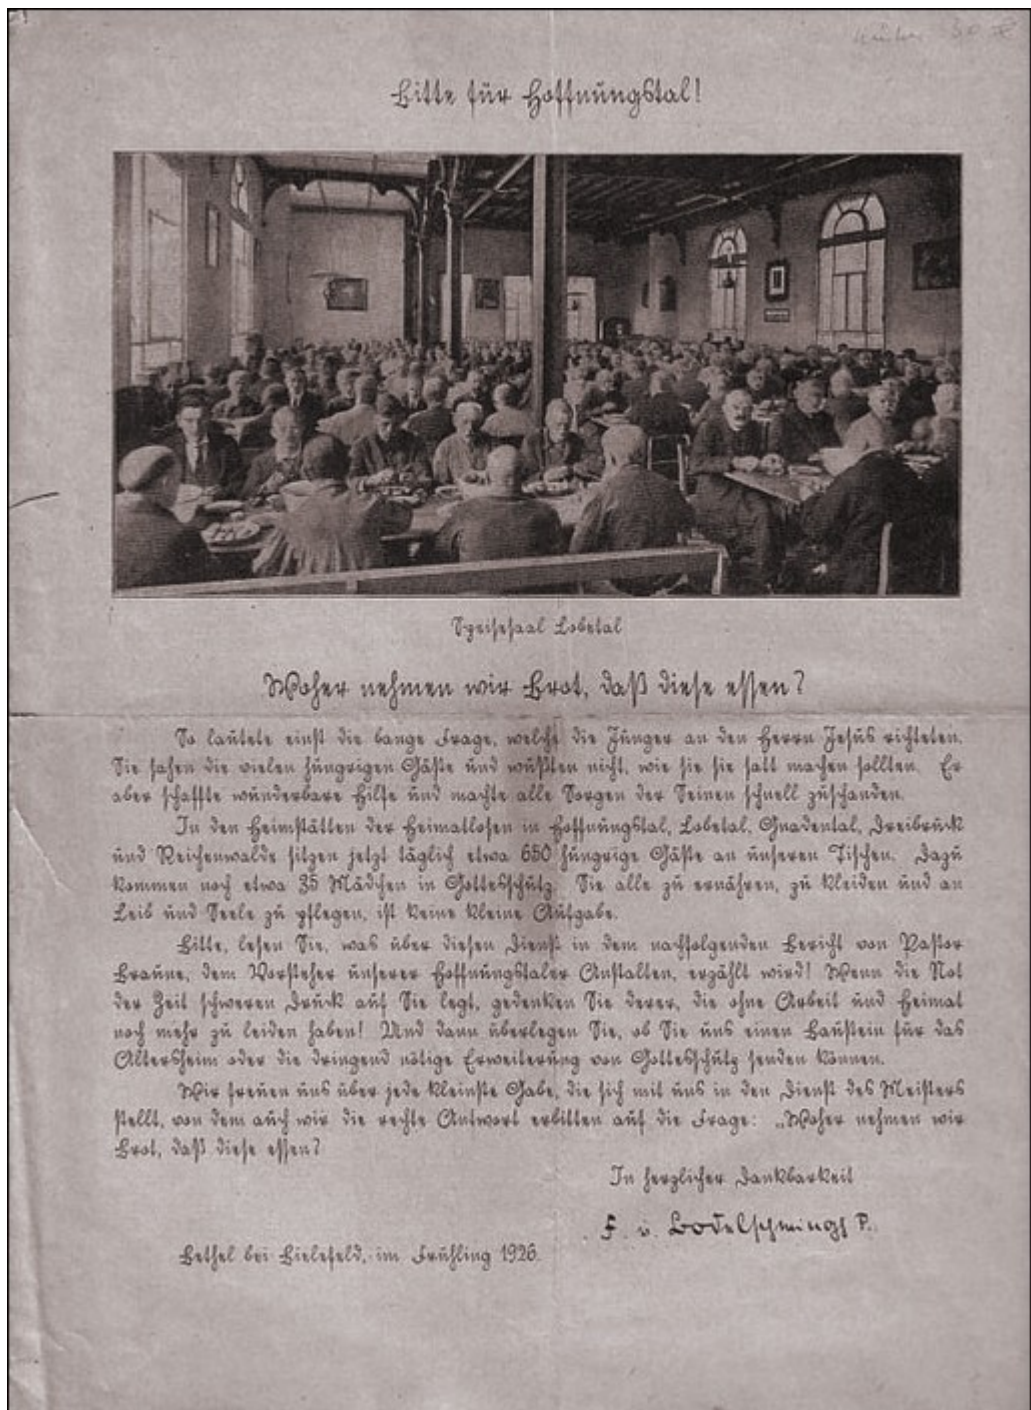 Bitte für Hoffnungstal!
Speisesaal Lobetal
Woher nehmen wir Brot, daß diese essen?
So lautete einst die bange Frage, welche die Jünger an den Herrn Jesus richteten.
Sie sahen die vielen hungrigen Gäste und wußten nicht, wie sie sie satt machen sollten. Er
aber schaffte wunderbare Hilfe und machte alle Sorgen der Seinen schnell zuschanden.
In den Heimstätten der Heimatlosen in Hoffnungstal, Lobetal, Gnadental, Dreibrück
und Reichenwalde sitzen jetzt täglich etwa 650 hungrige Gäste an unseren Tischen. Dazu
kommen noch etwa 35 Mädchen in Gottesschutz. Sie alle zu ernähren, zu kleiden und an
Leib und Seele zu pflegen, ist keine kleine Aufgabe.
Bitte, lesen Sie, was über diesen Dienst in dem nachfolgenden Bericht von Pastor
Braune, dem Vorsteher unserer Hoffnungstaler Anstalten, erzählt wird! Wenn die Not
der Zeit schweren Druck auf Sie legt, gedenken Sie derer, die ohne Arbeit und Heimat
noch mehr zu leiden haben! Und dann überlegen Sie, ob Sie uns einen Baustein für das
Altersheim oder die dringend nötige Erweiterung von Gottesschutz senden können.
Wir freuen uns über jede kleinste Gabe, die sich mit uns in den Dienst des Meisters
stellt, von dem auch wir die rechte Antwort erbitten auf die Frage: „Woher nehmen wir
Brot, daß diese essen?
In herzlicher Dankbarkeit
F. v. Bodelschwingh P.
Bethel bei Bielefeld, im Frühling 1926.